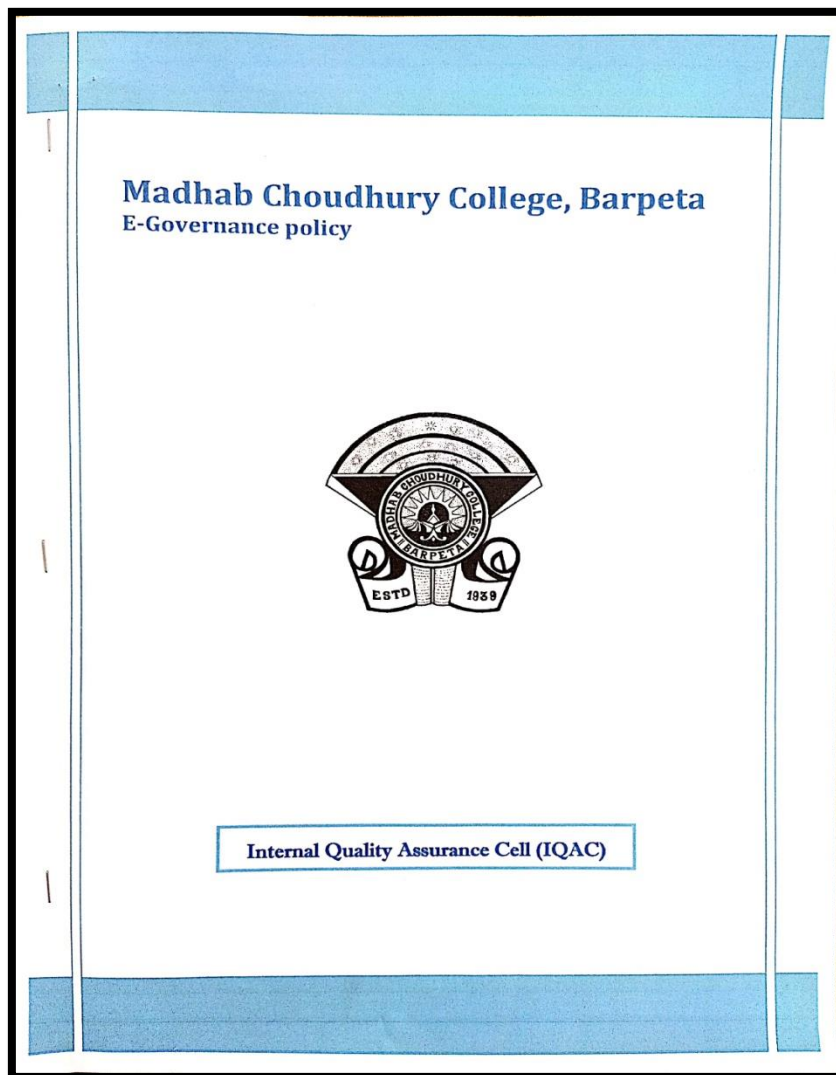 Madhab Choudhury College, Barpeta
E-Governance policy
MADHAB CHOUDHURY COLLEGE
BARPETA
ESTD 1939
Internal Quality Assurance Cell (IQAC)